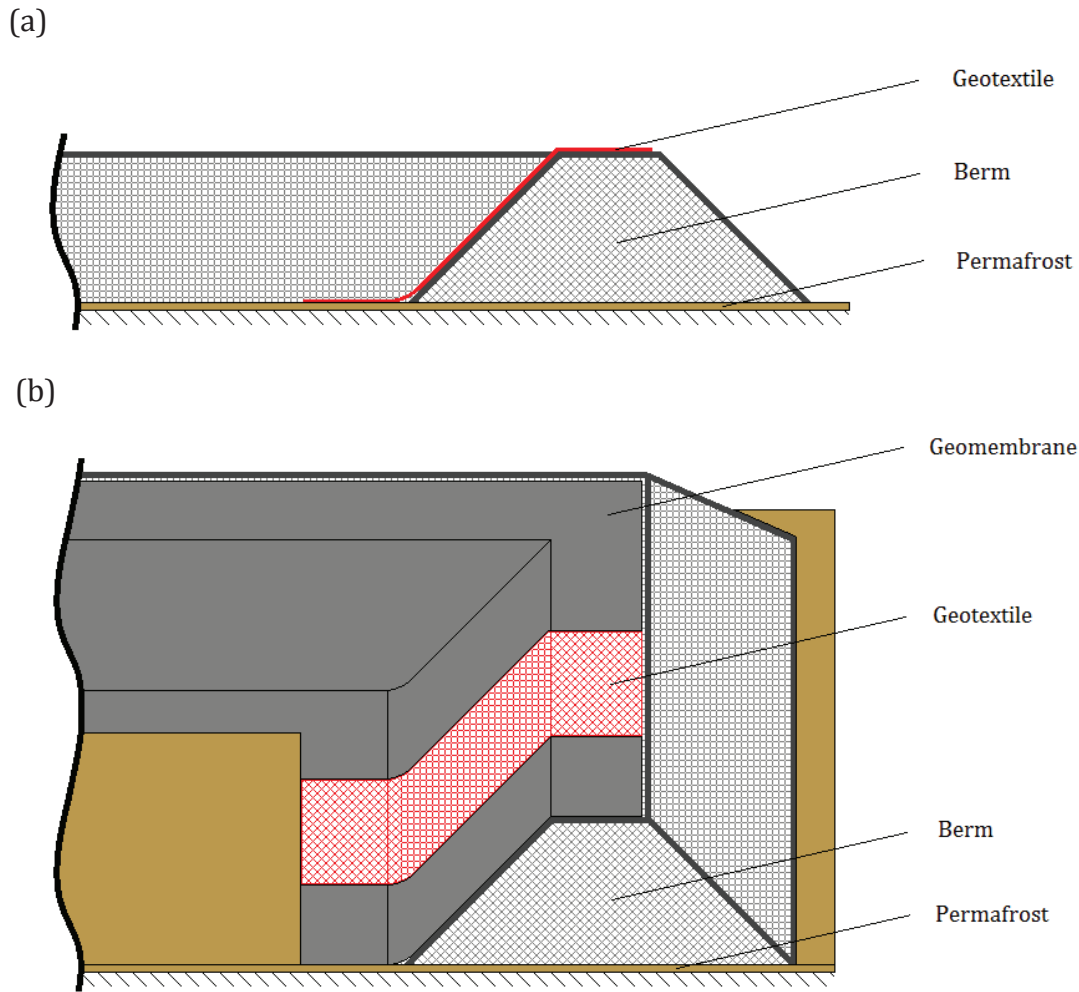 (a)
Geotextile
Berm
Permafrost
(b)
Geomembrane
Geotextile
Berm
Permafrost